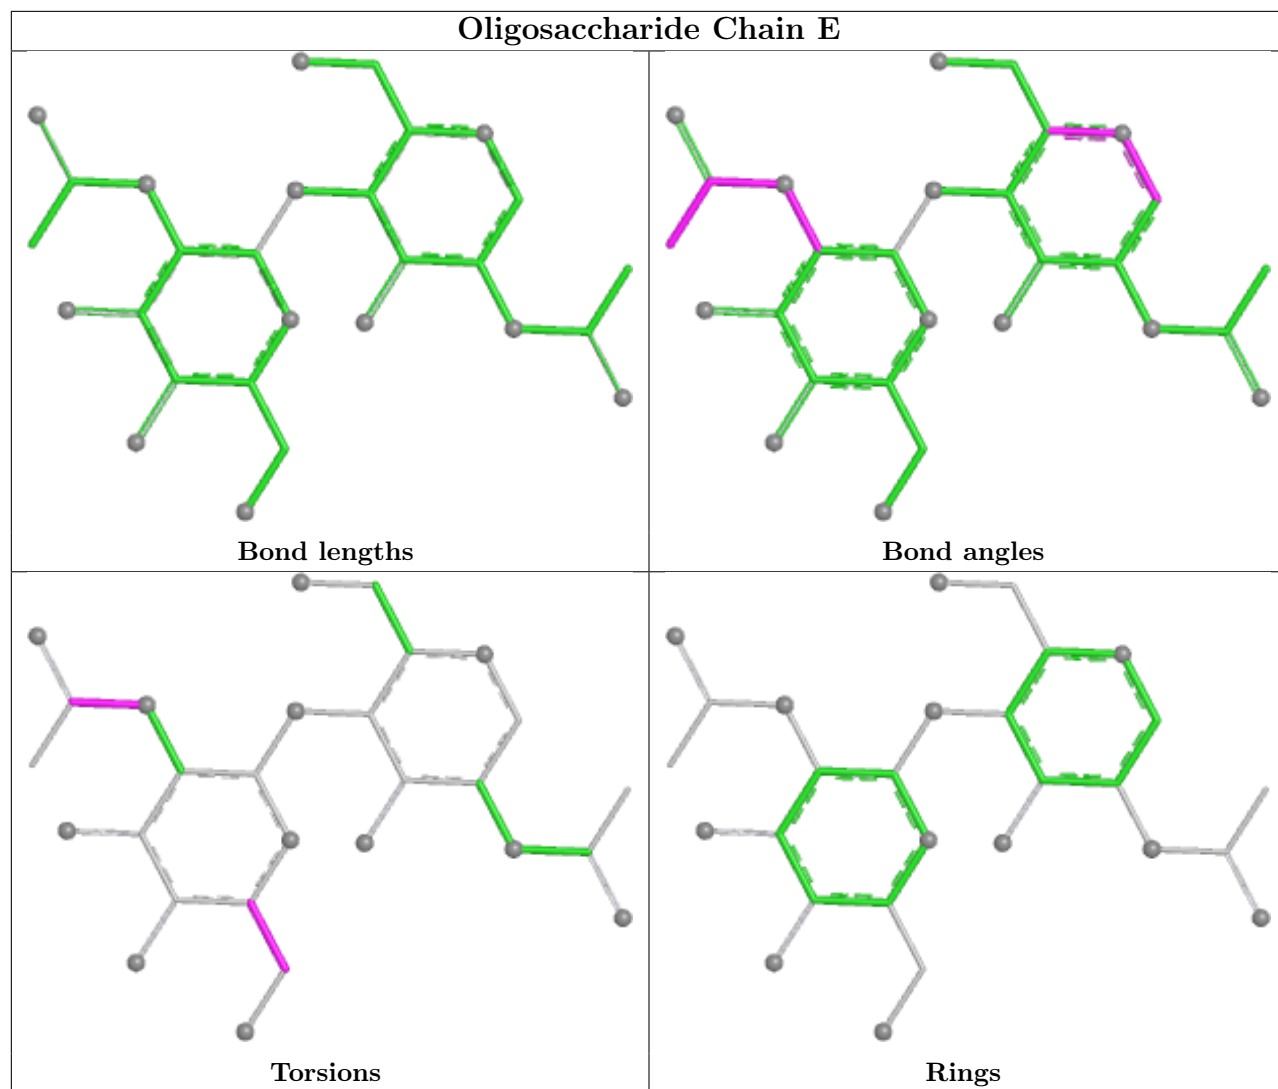 Oligosaccharide Chain E
Bond lengths
Bond angles
Torsions
Rings